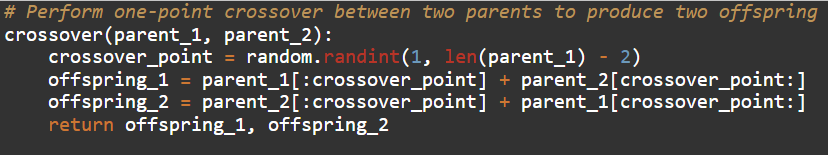 # Perform one-point crossover between two parents to produce two offspring
crossover(parent_1, parent_2):
    crossover_point = random.randint(1, len(parent_1) - 2)
    offspring_1 = parent_1[:crossover_point] + parent_2[crossover_point:]
    offspring_2 = parent_2[:crossover_point] + parent_1[crossover_point:]
    return offspring_1, offspring_2